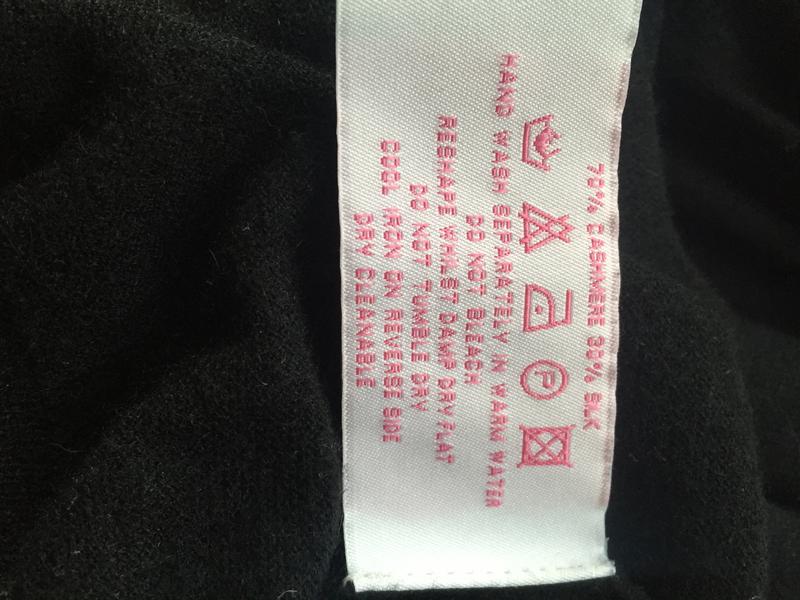 70% CASHMERE 30% SILK
P
HAND WASH SEPARATELY IN WARM WATER
DO NOT BLEACH
RESHAPE WHILST DAMP DRY FLAT
DO NOT TUMBLE DRY
COOL IRON ON REVERSE SIDE
DRY CLEANABLE